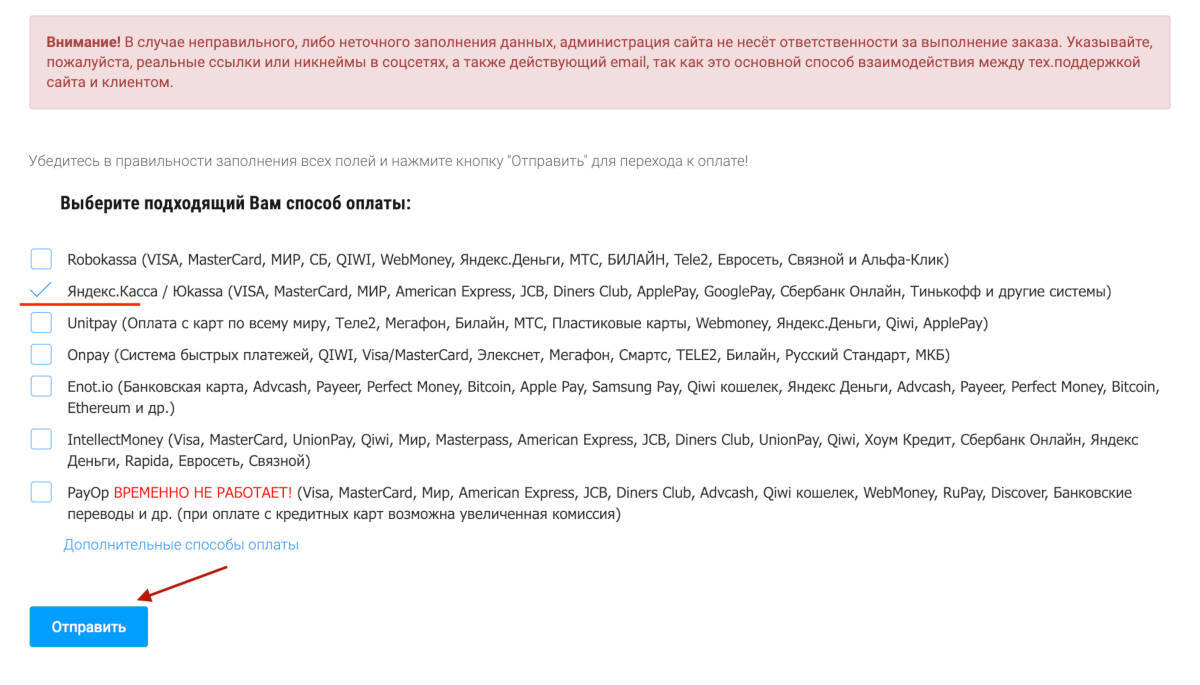 Внимание! В случае неправильного, либо неточного заполнения данных, администрация сайта не несёт ответственности за выполнение заказа. Указывайте,
пожалуйста, реальные ссылки или никнеймы в соцсетях, а также действующий email, так как это основной способ взаимодействия между тех.поддержкой
сайта и клиентом.
Убедитесь в правильности заполнения всех полей и нажмите кнопку "Отправить" для перехода к оплате!
Выберите подходящий Вам способ оплаты:
Robokassa (VISA, MasterCard, МИР, СБ, QIWI, WebMoney, Яндекс.Деньги, МТС, БИЛАЙН, Tele2, Евросеть, Связной и Альфа-Клик)
Яндекс.Касса / Юkassa (VISA, MasterCard, МИР, American Express, JCB, Diners Club, ApplePay, GooglePay, Сбербанк Онлайн, Тинькофф и другие системы)
Unitpay (Оплата с карт по всему миру, Теле2, Мегафон, Билайн, МТС, Пластиковые карты, Webmoney, Яндекс.Деньги, Qiwi, ApplePay)
Onpay (Система быстрых платежей, QIWI, Visa/MasterCard, Элекснет, Мегафон, Смартс, TELE2, Билайн, Русский Стандарт, МКБ)
Enot.io (Банковская карта, Advcash, Payeer, Perfect Money, Bitcoin, Apple Pay, Samsung Pay, Qiwi кошелек, Яндекс Деньги, Advcash, Payeer, Perfect Money, Bitcoin,
Ethereum и др.)
IntellectMoney (Visa, MasterCard, UnionPay, Qiwi, Мир, Masterpass, American Express, JCB, Diners Club, UnionPay, Qiwi, Хоум Кредит, Сбербанк Онлайн, Яндекс
Деньги, Rapida, Евросеть, Связной)
PayOp ВРЕМЕННО НЕ РАБОТАЕТ! (Visa, MasterCard, Мир, American Express, JCB, Diners Club, Advcash, Qiwi кошелек, WebMoney, RuPay, Discover, Банковские
переводы и др. (при оплате с кредитных карт возможна увеличенная комиссия)
Дополнительные способы оплаты
Отправить